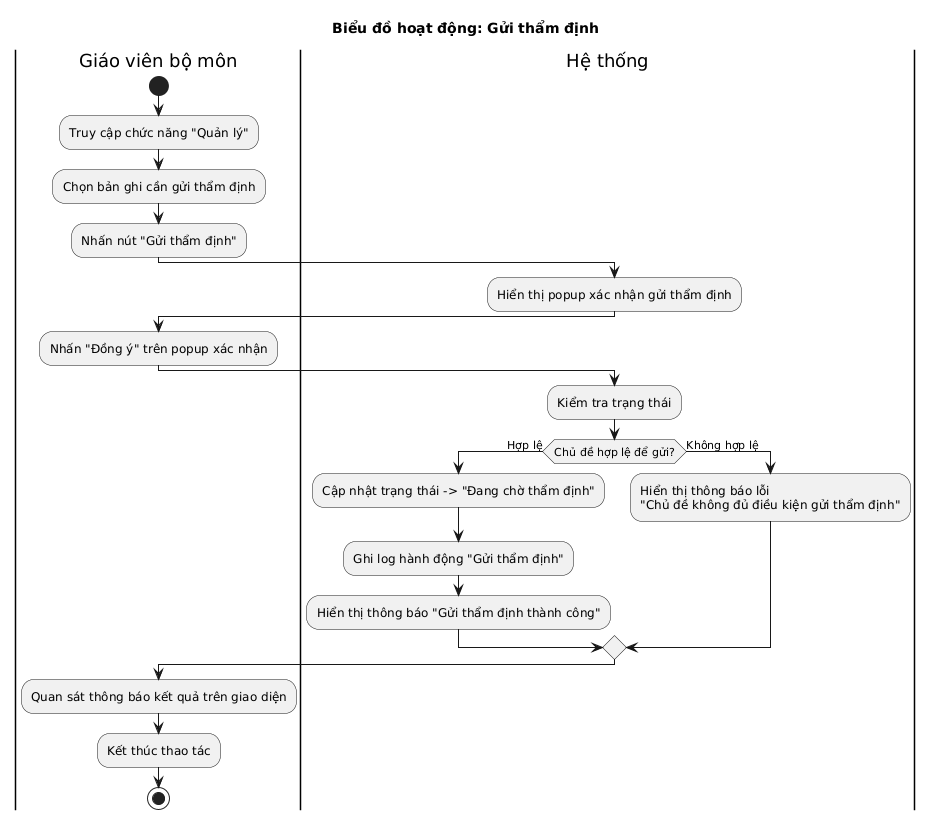 Biểu đồ hoạt động: Gửi thẩm định
Giáo viên bộ môn
Hệ thống
Truy cập chức năng "Quản lý"
Chọn bản ghi cần gửi thẩm định
Nhấn nút "Gửi thẩm định"
Hiển thị popup xác nhận gửi thẩm định
Nhấn "Đồng ý" trên popup xác nhận
Kiểm tra trạng thái
Hợp lệ
Chủ đề hợp lệ để gửi?
Không hợp lệ
Cập nhật trạng thái -> "Đang chờ thẩm định"
Hiển thị thông báo lỗi
"Chủ đề không đủ điều kiện gửi thẩm định"
Ghi log hành động "Gửi thẩm định"
Hiển thị thông báo "Gửi thẩm định thành công"
Quan sát thông báo kết quả trên giao diện
Kết thúc thao tác